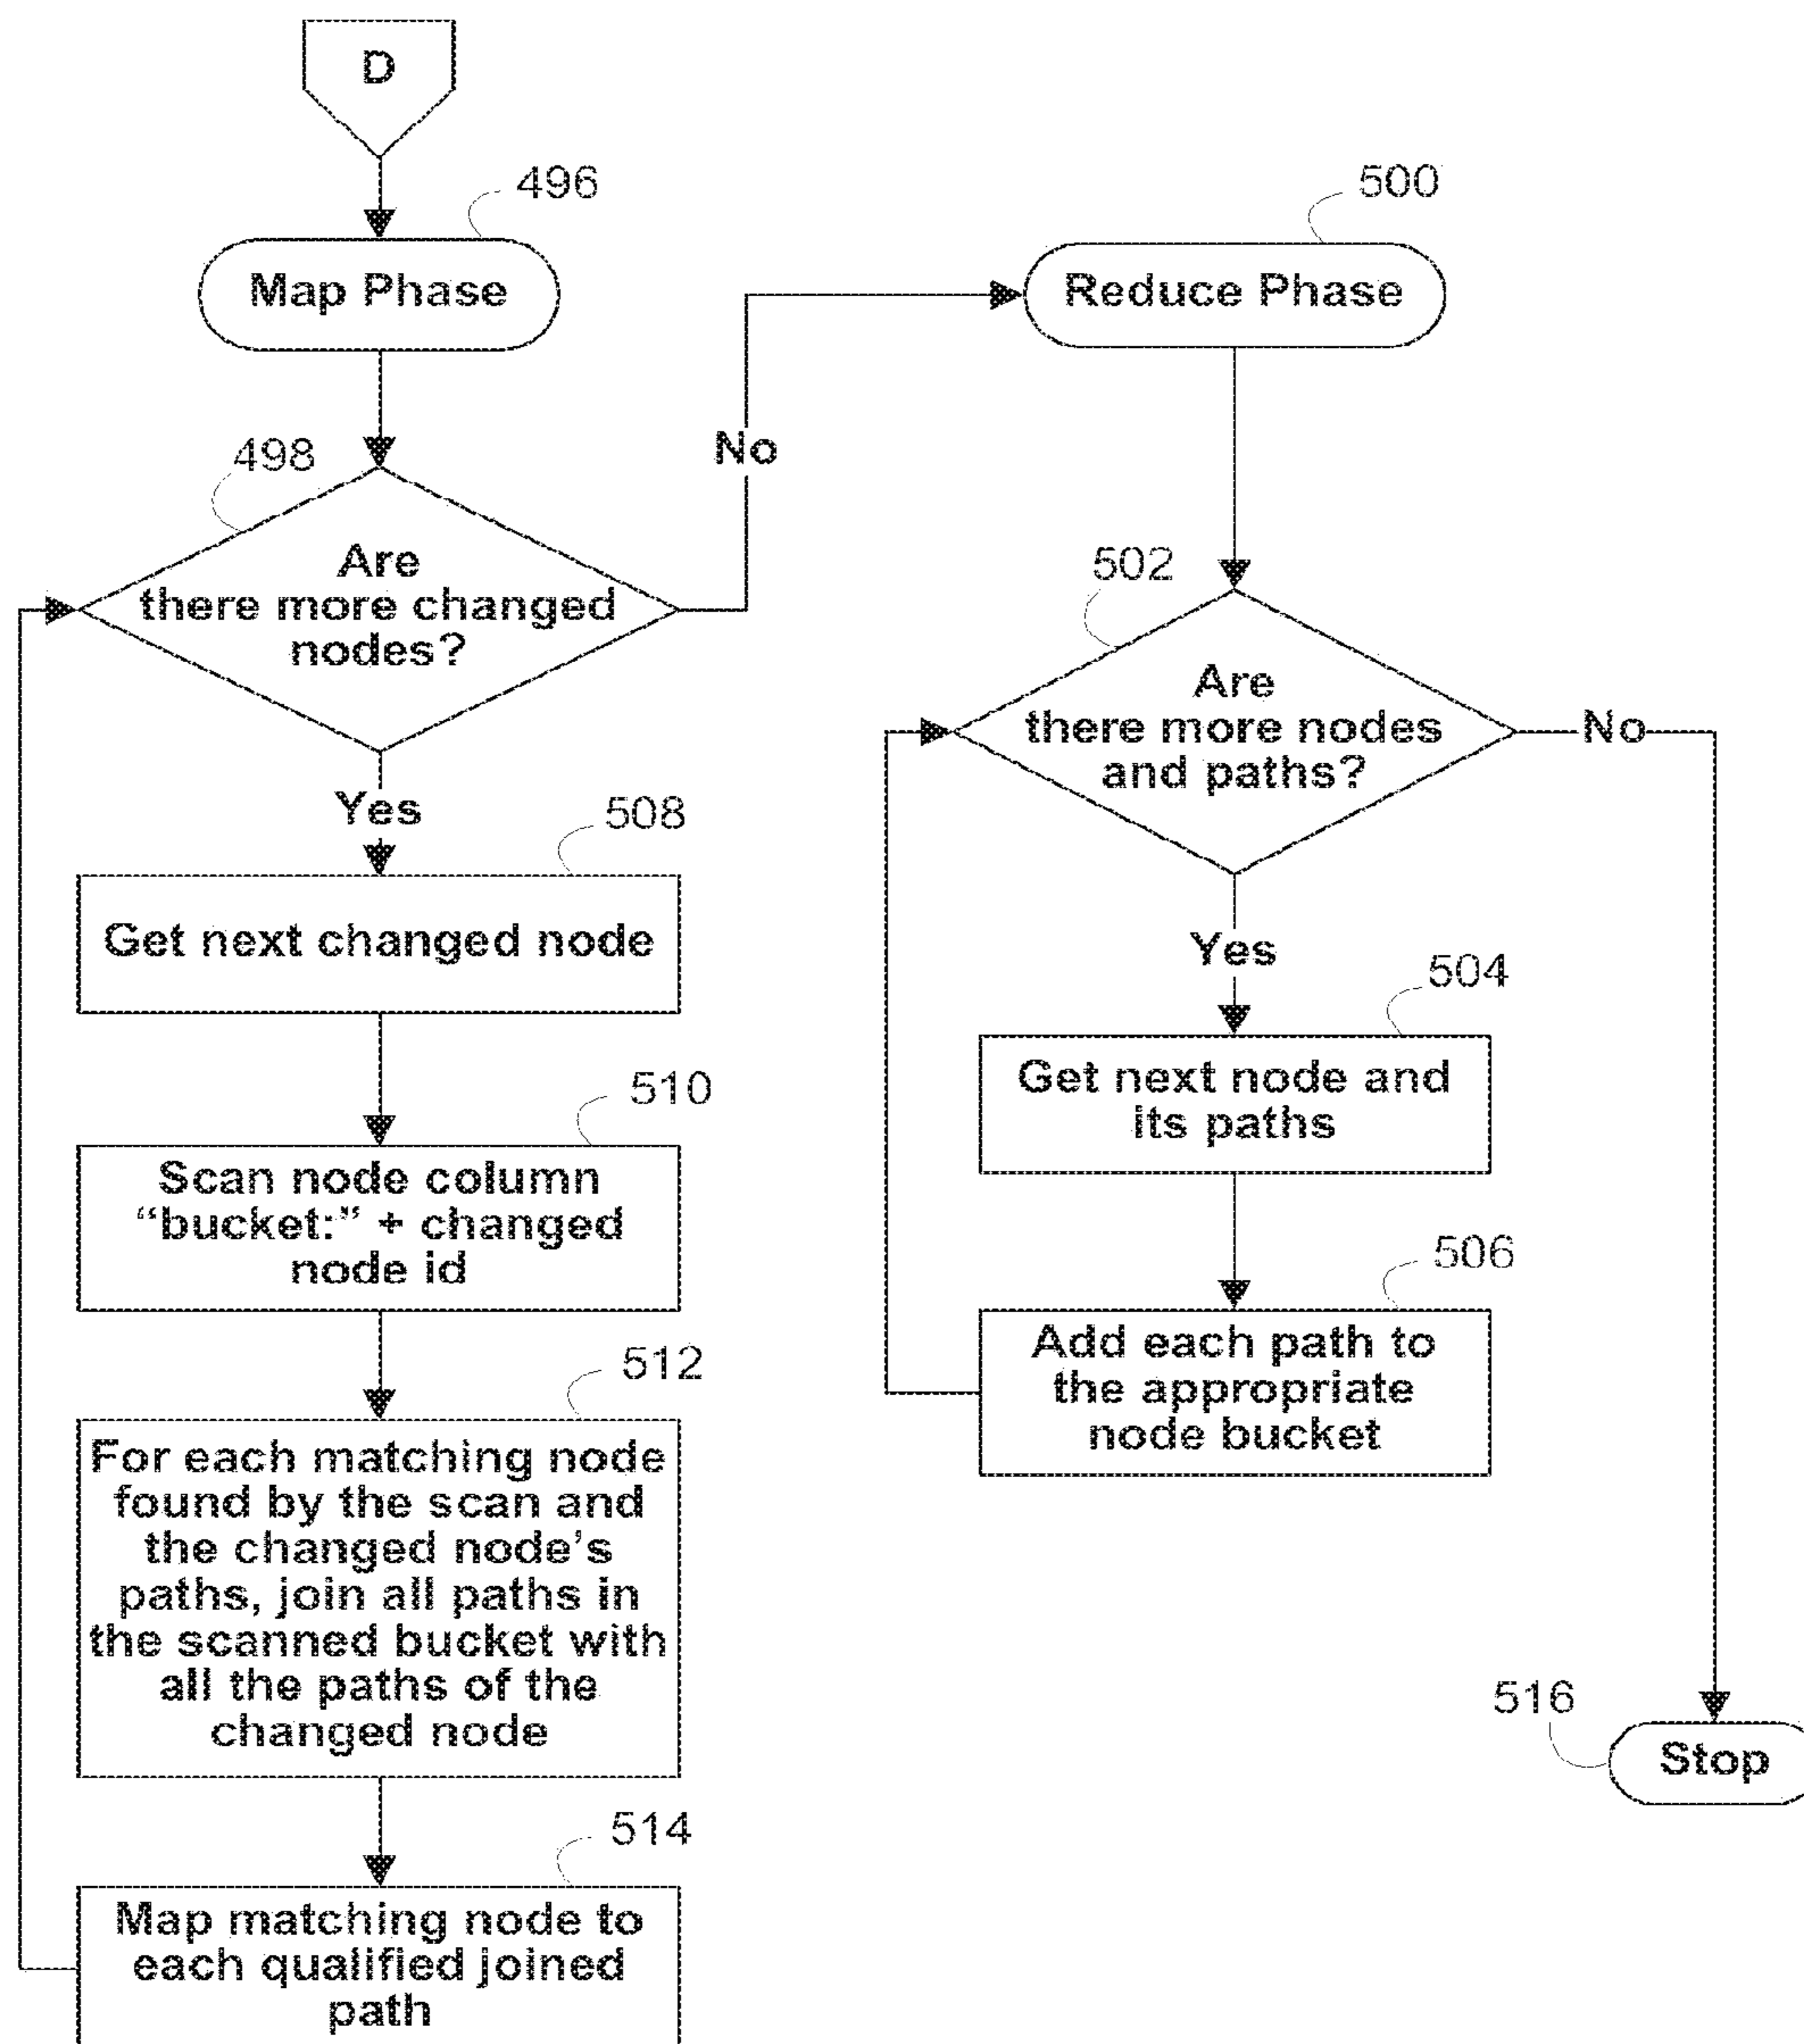 D
496
Map Phase
498
Are
there more changed
nodes?
No
Yes
508
Get next changed node
510
Scan node column
“bucket:” + changed
node id
512
For each matching node
found by the scan and
the changed node’s
paths, join all paths in
the scanned bucket with
all the paths of the
changed node
514
Map matching node to
each qualified joined
path
500
Reduce Phase
502
Are
there more nodes
and paths?
No
Yes
504
Get next node and
its paths
506
Add each path to
the appropriate
node bucket
516
Stop